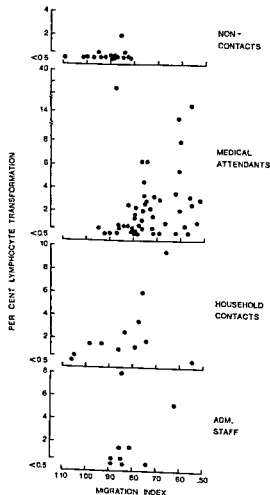 4
2
<0.5
NON-
CONTACTS
40
14
6
4
2
<0.5
MEDICAL
ATTENDANTS
PER CENT LYMPHOCYTE TRANSFORMATION
10
8
6
4
2
<0.5
HOUSEHOLD
CONTACTS
8
6
4
2
<0.5
ADM.
STAFF
110 100 .90 .80 .70 .60 .50
MIGRATION INDEX